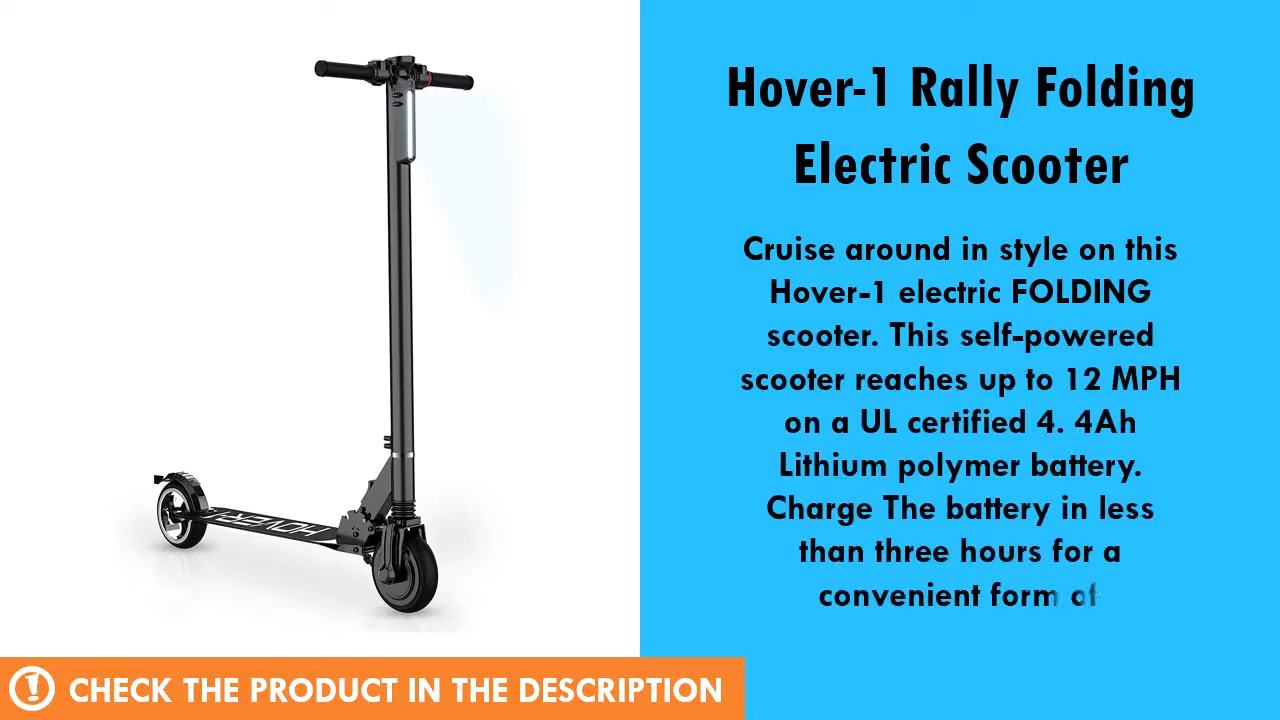 Hover-1 Rally Folding
Electric Scooter
Cruise around in style on this
Hover-1 electric FOLDING
scooter. This self-powered
scooter reaches up to 12 MPH
on a UL certified 4. 4Ah
Lithium polymer battery.
Charge The battery in less
than three hours for a
convenient form of
HOVER-1
CHECK THE PRODUCT IN THE DESCRIPTION